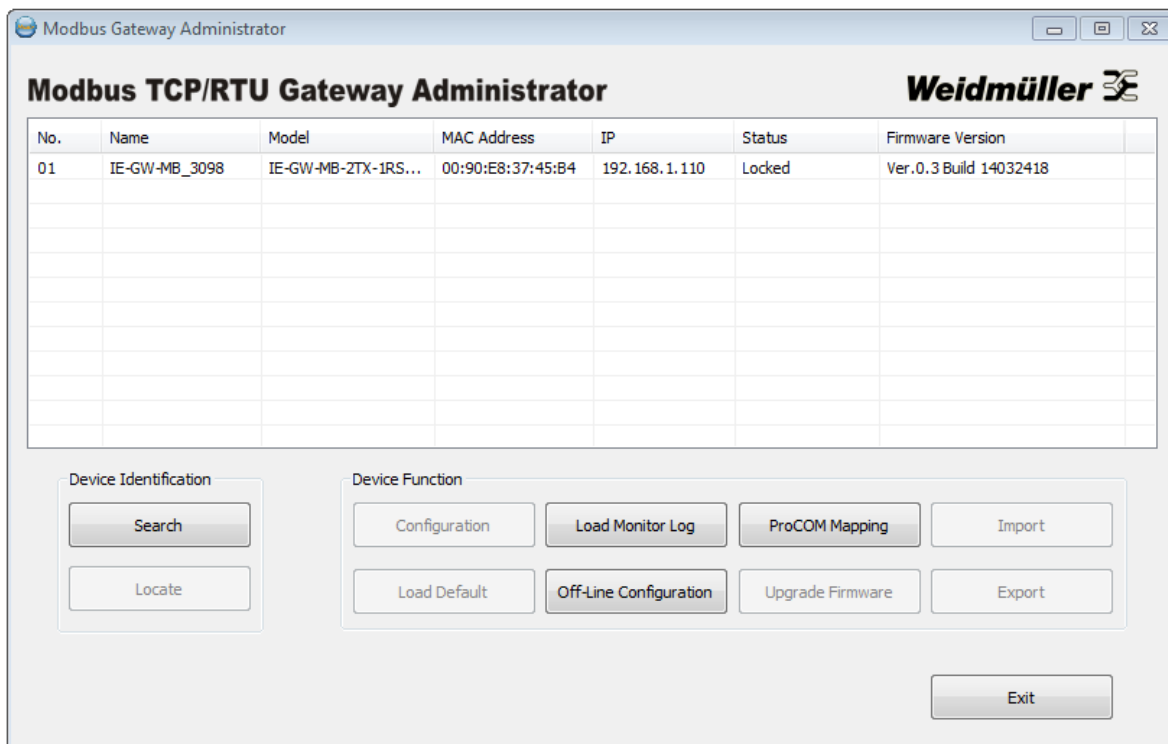 Modbus Gateway Administrator
Modbus TCP/RTU Gateway Administrator Weidmüller
No. Name Model MAC Address IP Status Firmware Version
01 IE-GW-MB_3098 IE-GW-MB-2TX-1RS... 00:90:E8:37:45:B4 192.168.1.110 Locked Ver.0.3 Build 14032418
Device Identification Device Function
Search Configuration Load Monitor Log ProCOM Mapping Import
Locate Load Default Off-Line Configuration Upgrade Firmware Export
Exit